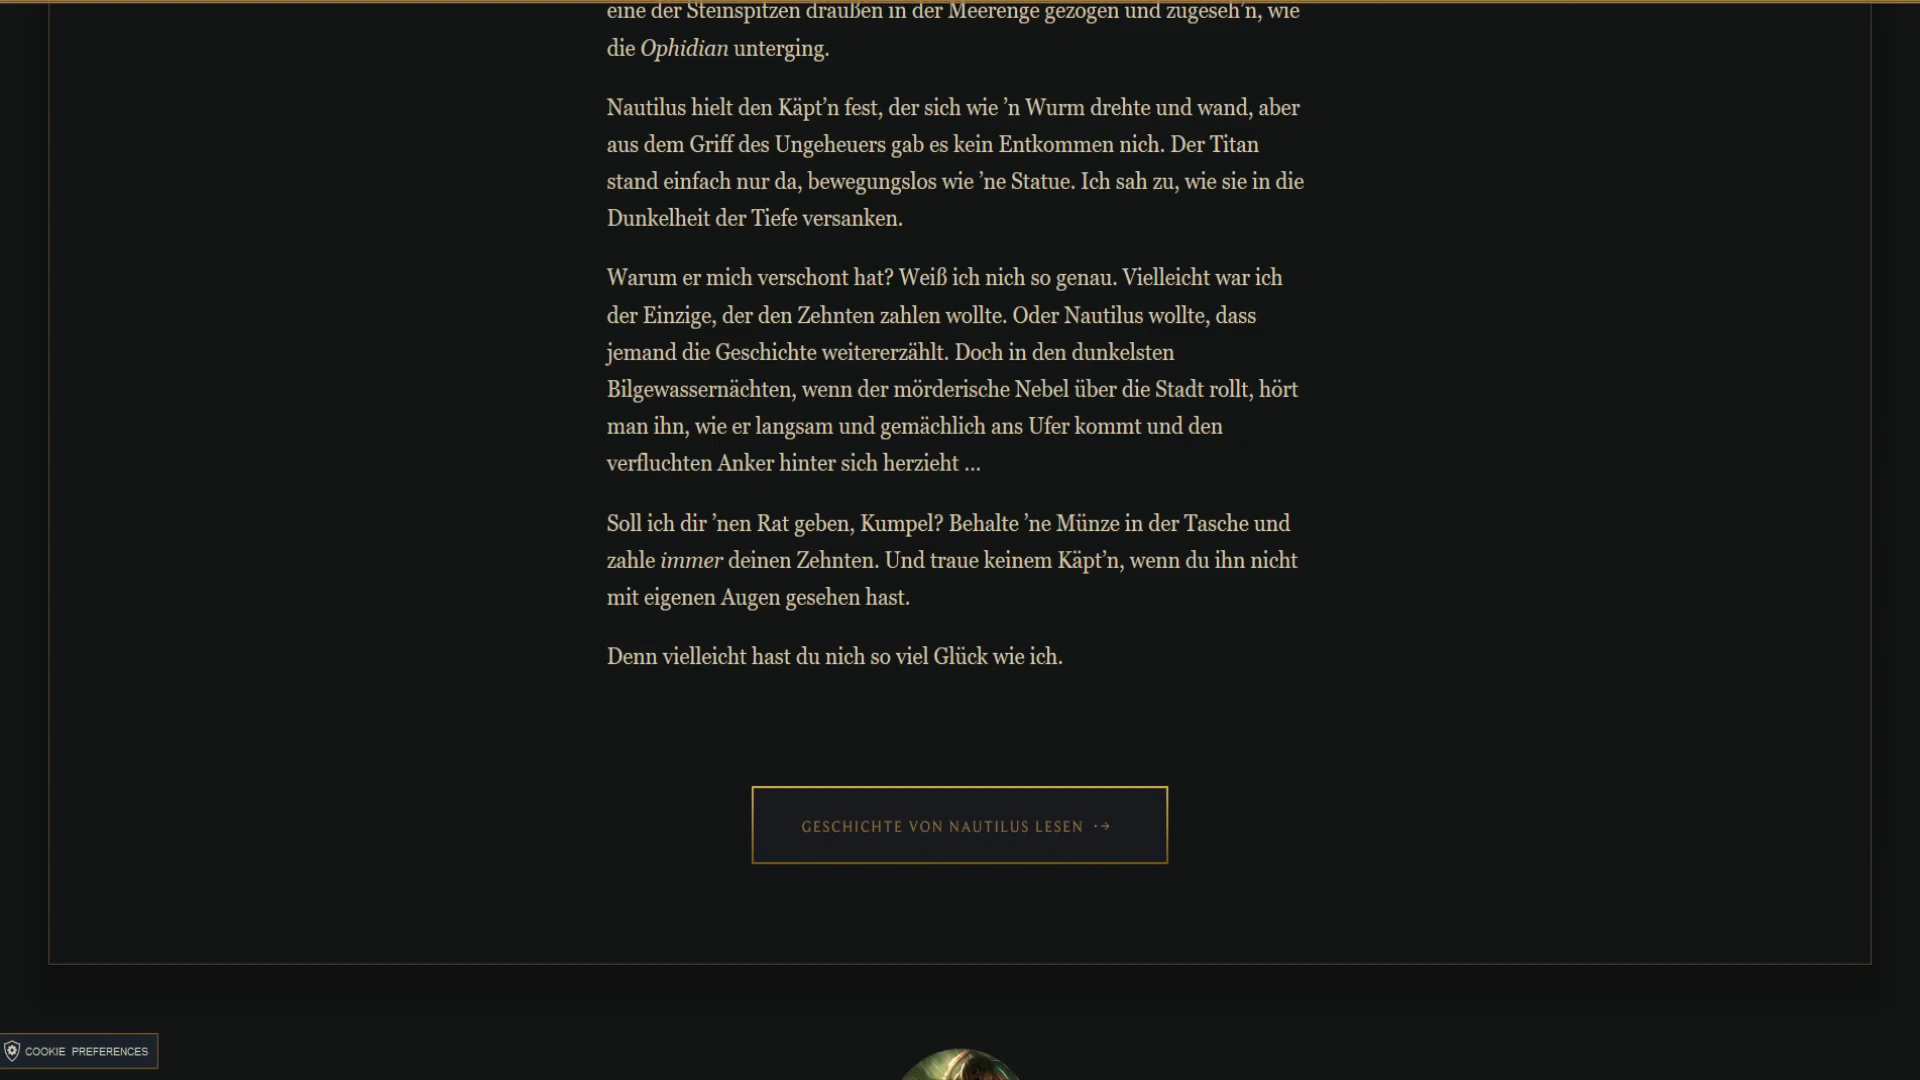 eine der Steinspitzen draußen in der Meerenge gezogen und zugeseh’n, wie
die Ophidian unterging.
Nautilus hielt den Käpt’n fest, der sich wie ’n Wurm drehte und wand, aber
aus dem Griff des Ungeheuers gab es kein Entkommen nich. Der Titan
stand einfach nur da, bewegungslos wie ’ne Statue. Ich sah zu, wie sie in die
Dunkelheit der Tiefe versanken.
Warum er mich verschont hat? Weiß ich nich so genau. Vielleicht war ich
der Einzige, der den Zehnten zahlen wollte. Oder Nautilus wollte, dass
jemand die Geschichte weitererzählt. Doch in den dunkelsten
Bilgewassernächten, wenn der mörderische Nebel über die Stadt rollt, hört
man ihn, wie er langsam und gemächlich ans Ufer kommt und den
verfluchten Anker hinter sich herzieht …
Soll ich dir ’nen Rat geben, Kumpel? Behalte ’ne Münze in der Tasche und
zahle immer deinen Zehnten. Und traue keinem Käpt’n, wenn du ihn nicht
mit eigenen Augen gesehen hast.
Denn vielleicht hast du nich so viel Glück wie ich.
GESCHICHTE VON NAUTILUS LESEN
COOKIE PREFERENCES